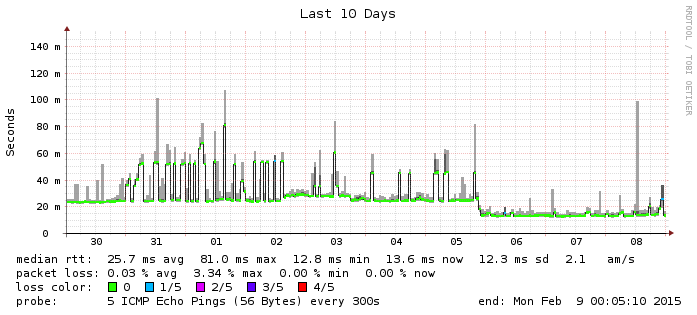 Last 10 Days
RRDTOOL / TOBI OETIKER
Seconds
140 m
120 m
100 m
80 m
60 m
40 m
20 m
0
30 31 01 02 03 04 05 06 07 08
median rtt: 25.7 ms avg 81.0 ms max 12.8 ms min 13.6 ms now 12.3 ms sd 2.1 am/s
packet loss: 0.03 % avg 3.34 % max 0.00 % min 0.00 % now
loss color: 0 1/5 2/5 3/5 4/5
probe: 5 ICMP Echo Pings (56 Bytes) every 300s end: Mon Feb 9 00:05:10 2015